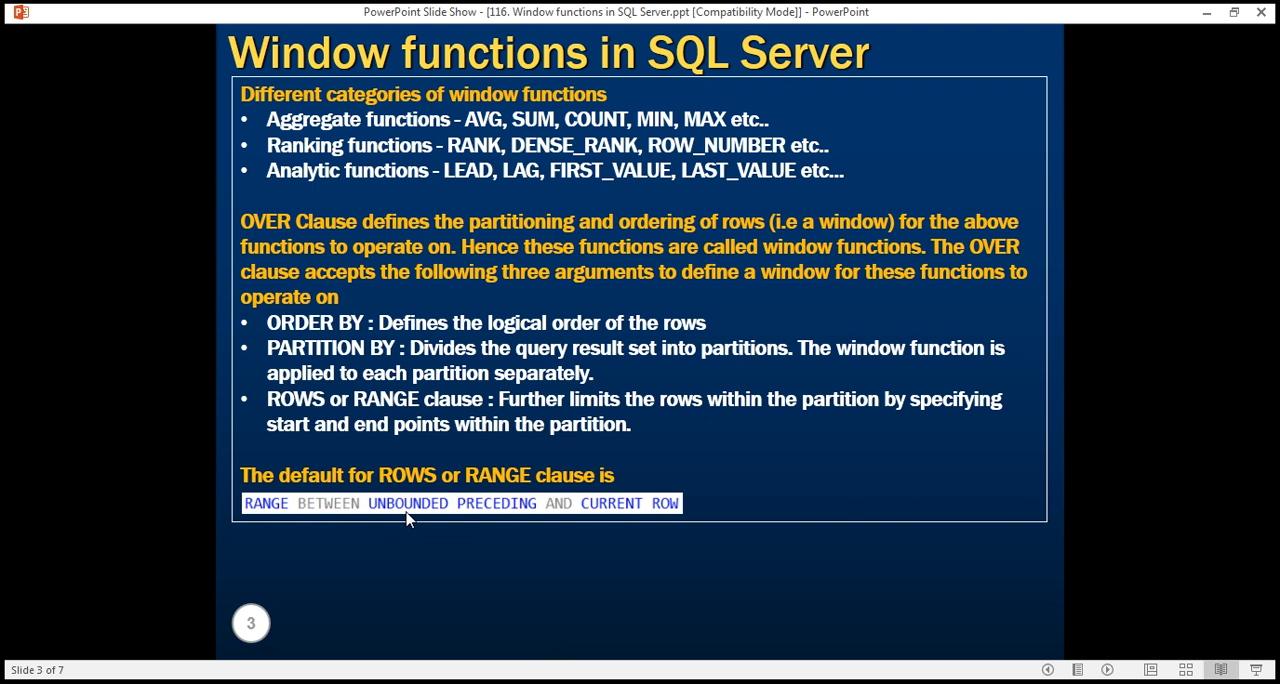 PowerPoint Slide Show - [116. Window functions in SQL Server.ppt [Compatibility Mode]] - PowerPoint
Window functions in SQL Server
Different categories of window functions
• Aggregate functions - AVG, SUM, COUNT, MIN, MAX etc..
• Ranking functions - RANK, DENSE_RANK, ROW_NUMBER etc..
• Analytic functions - LEAD, LAG, FIRST_VALUE, LAST_VALUE etc...
OVER Clause defines the partitioning and ordering of rows (i.e a window) for the above
functions to operate on. Hence these functions are called window functions. The OVER
clause accepts the following three arguments to define a window for these functions to
operate on
• ORDER BY : Defines the logical order of the rows
• PARTITION BY : Divides the query result set into partitions. The window function is
applied to each partition separately.
• ROWS or RANGE clause : Further limits the rows within the partition by specifying
start and end points within the partition.
The default for ROWS or RANGE clause is
RANGE BETWEEN UNBOUNDED PRECEDING AND CURRENT ROW
3
Slide 3 of 7